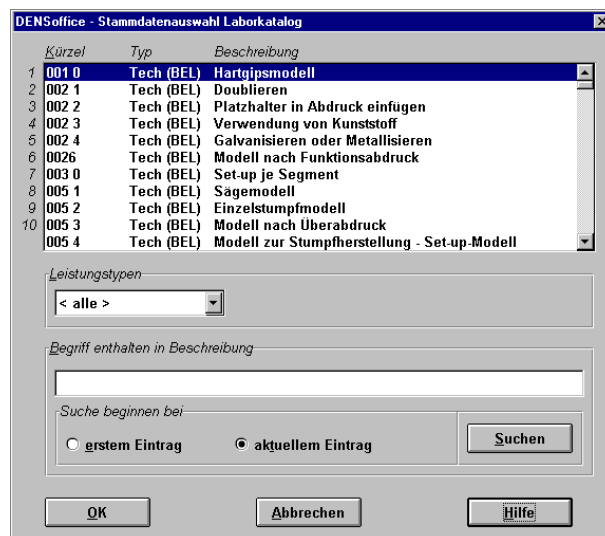 DENSoffice - Stammdatenauswahl Laborkatalog
Kürzel Typ Beschreibung
1 001 0 Tech (BEL) Hartgipsmodell
2 002 1 Tech (BEL) Doublieren
3 002 2 Tech (BEL) Platzhalter in Abdruck einfügen
4 002 3 Tech (BEL) Verwendung von Kunststoff
5 002 4 Tech (BEL) Galvanisieren oder Metallisieren
6 0026 Tech (BEL) Modell nach Funktionsabdruck
7 003 0 Tech (BEL) Set-up je Segment
8 005 1 Tech (BEL) Sägemodell
9 005 2 Tech (BEL) Einzelstumpfmodell
10 005 3 Tech (BEL) Modell nach Überabdruck
005 4 Tech (BEL) Modell zur Stumpfherstellung - Set-up-Modell
Leistungstypen
< alle >
Begriff enthalten in Beschreibung
Suche beginnen bei
erstem Eintrag aktuellem Eintrag Suchen
OK Abbrechen Hilfe